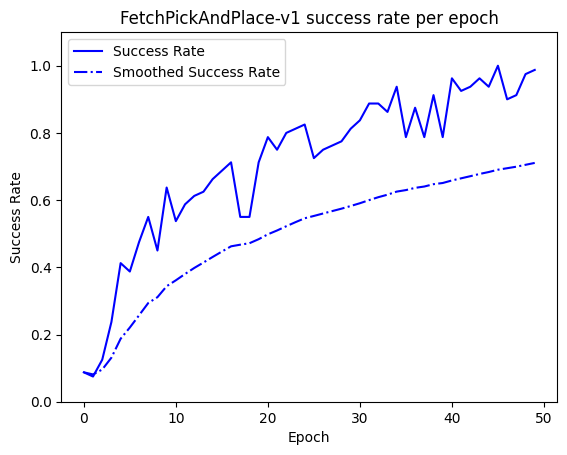 FetchPickAndPlace-v1 success rate per epoch
Success Rate
Smoothed Success Rate
1.0
0.8
0.6
0.4
0.2
0.0
Success Rate
0
10
20
30
40
50
Epoch